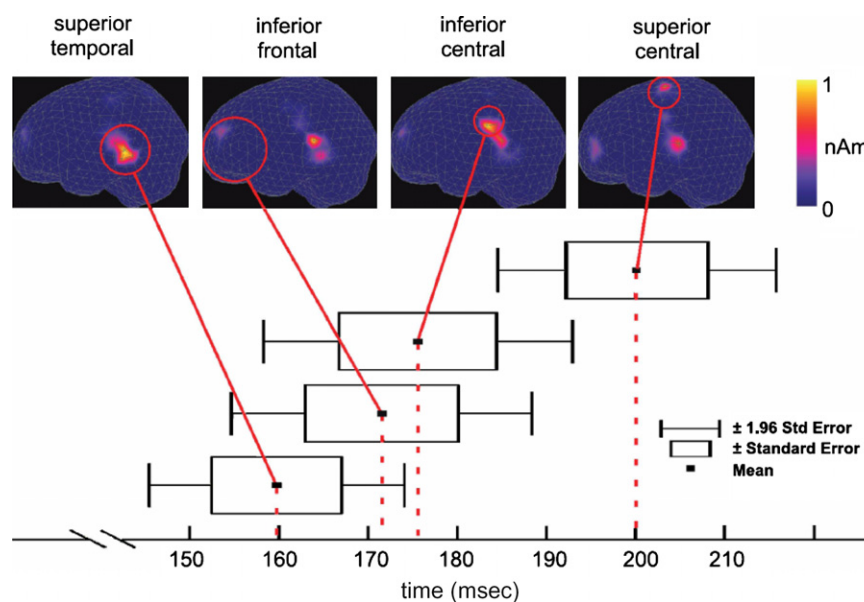 superior
temporal
inferior
frontal
inferior
central
superior
central
1
nAm
0
± 1.96 Std Error
± Standard Error
Mean
150 160 170 180 190 200 210
time (msec)